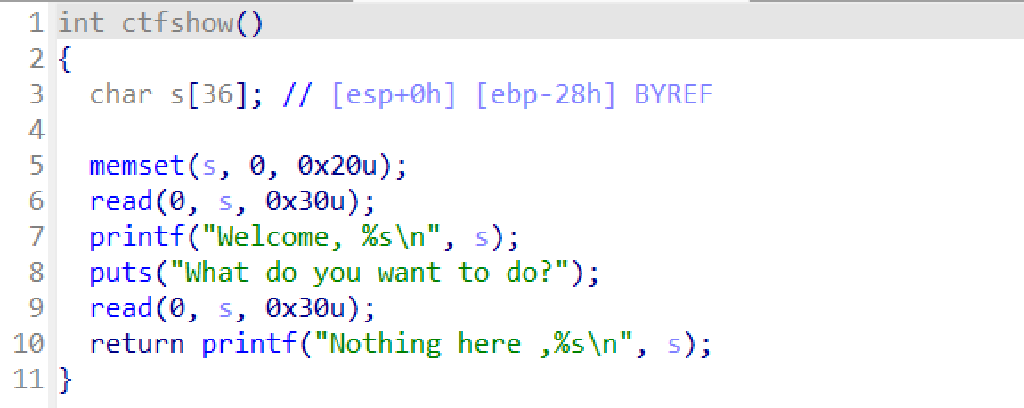 1 int ctfshow()
2 {
3   char s[36]; // [esp+0h] [ebp-28h] BYREF
4
5   memset(s, 0, 0x20u);
6   read(0, s, 0x30u);
7   printf("Welcome, %s\n", s);
8   puts("What do you want to do?");
9   read(0, s, 0x30u);
10   return printf("Nothing here ,%s\n", s);
11 }